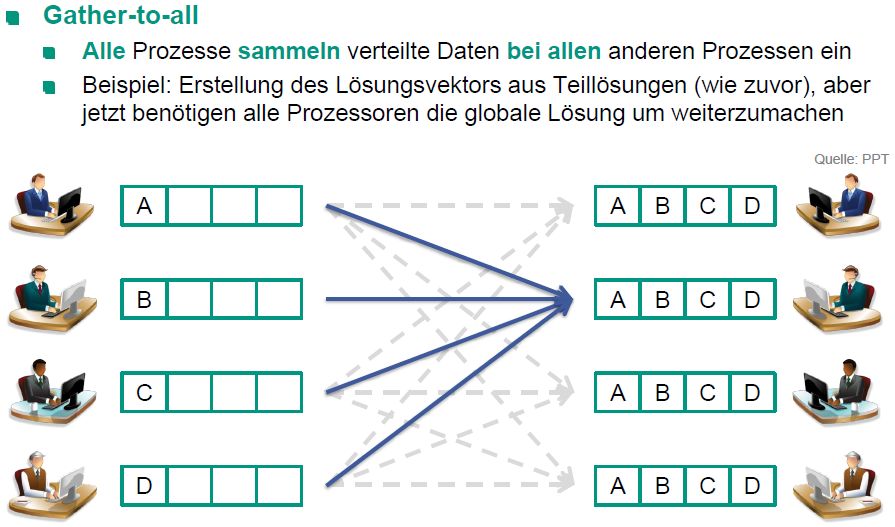 Gather-to-all
Alle Prozesse sammeln verteilte Daten bei allen anderen Prozessen ein
Beispiel: Erstellung des Lösungsvektors aus Teillösungen (wie zuvor), aber
jetzt benötigen alle Prozessoren die globale Lösung um weiterzumachen
Quelle: PPT
A A B C D
B A B C D
C A B C D
D A B C D